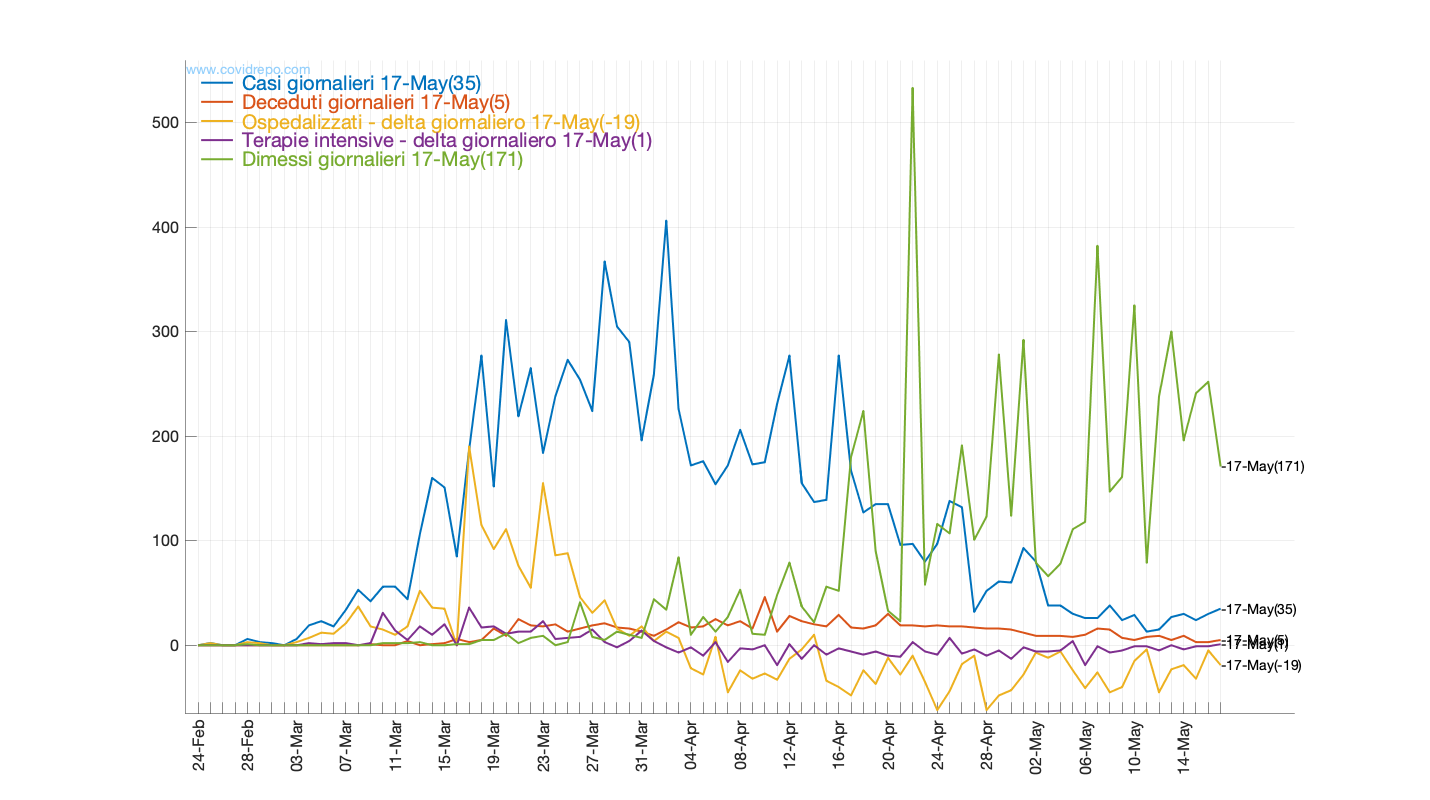 www.covidrepo.com
Casi giornalieri 17-May(35)
Deceduti giornalieri 17-May(5)
Ospedalizzati - delta giornaliero 17-May(-19)
Terapie intensive - delta giornaliero 17-May(1)
Dimessi giornalieri 17-May(171)
500
400
300
200
100
0
17-May(171)
17-May(35)
17-May(5)
17-May(1)
17-May(-19)
24-Feb
28-Feb
03-Mar
07-Mar
11-Mar
15-Mar
19-Mar
23-Mar
27-Mar
31-Mar
04-Apr
08-Apr
12-Apr
16-Apr
20-Apr
24-Apr
28-Apr
02-May
06-May
10-May
14-May